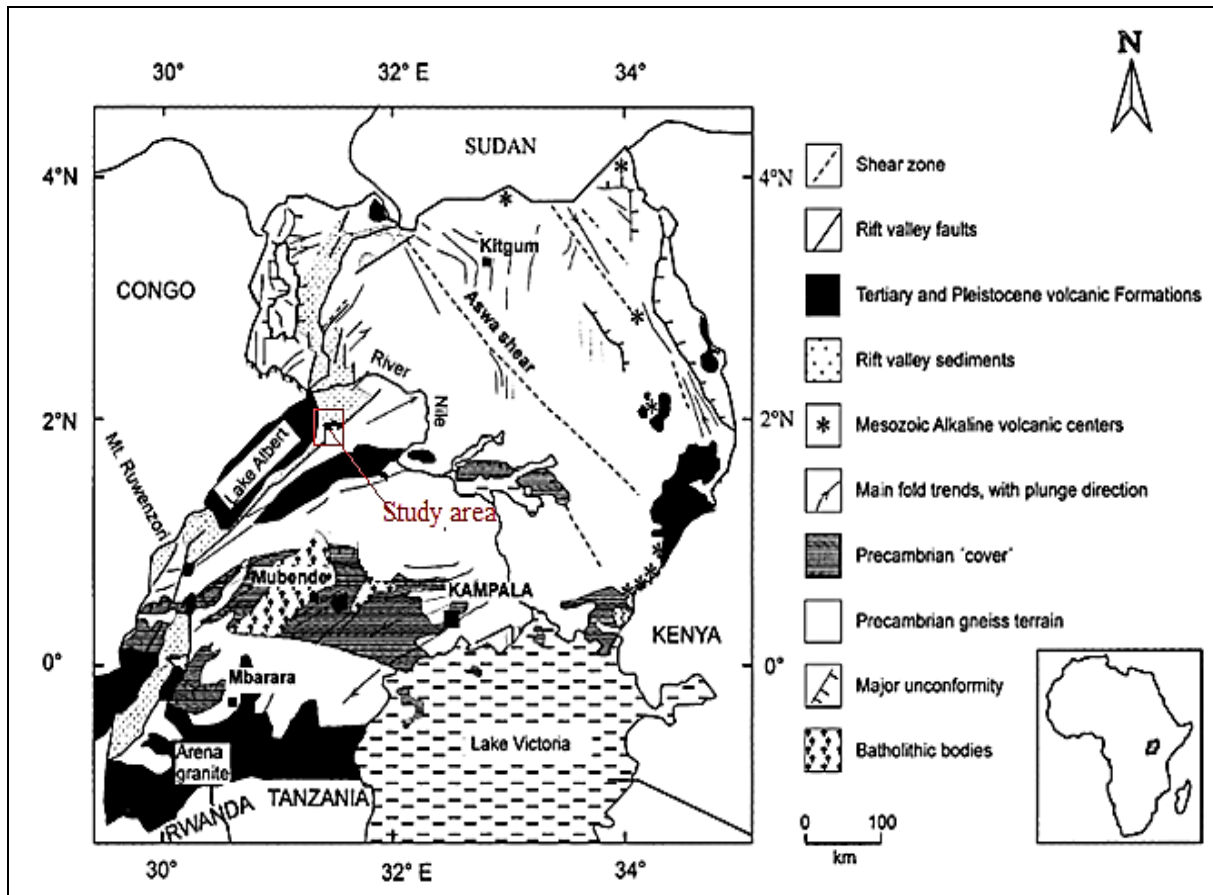 N
30°
32° E
34°
SUDAN
4°N
4°N
Kitgum
CONGO
Aswa shear
River
Nile
2°N
2°N
Lake Albert
Mt. Ruwenzori
Study area
Mubende
KAMPALA
KENYA
0°
0°
Mbarara
Lake Victoria
Arena
granite
TANZANIA
RWANDA
30°
32° E
34°
Shear zone
Rift valley faults
Tertiary and Pleistocene volcanic Formations
Rift valley sediments
Mesozoic Alkaline volcanic centers
Main fold trends, with plunge direction
Precambrian 'cover'
Precambrian gneiss terrain
Major unconformity
Batholithic bodies
0 100
km